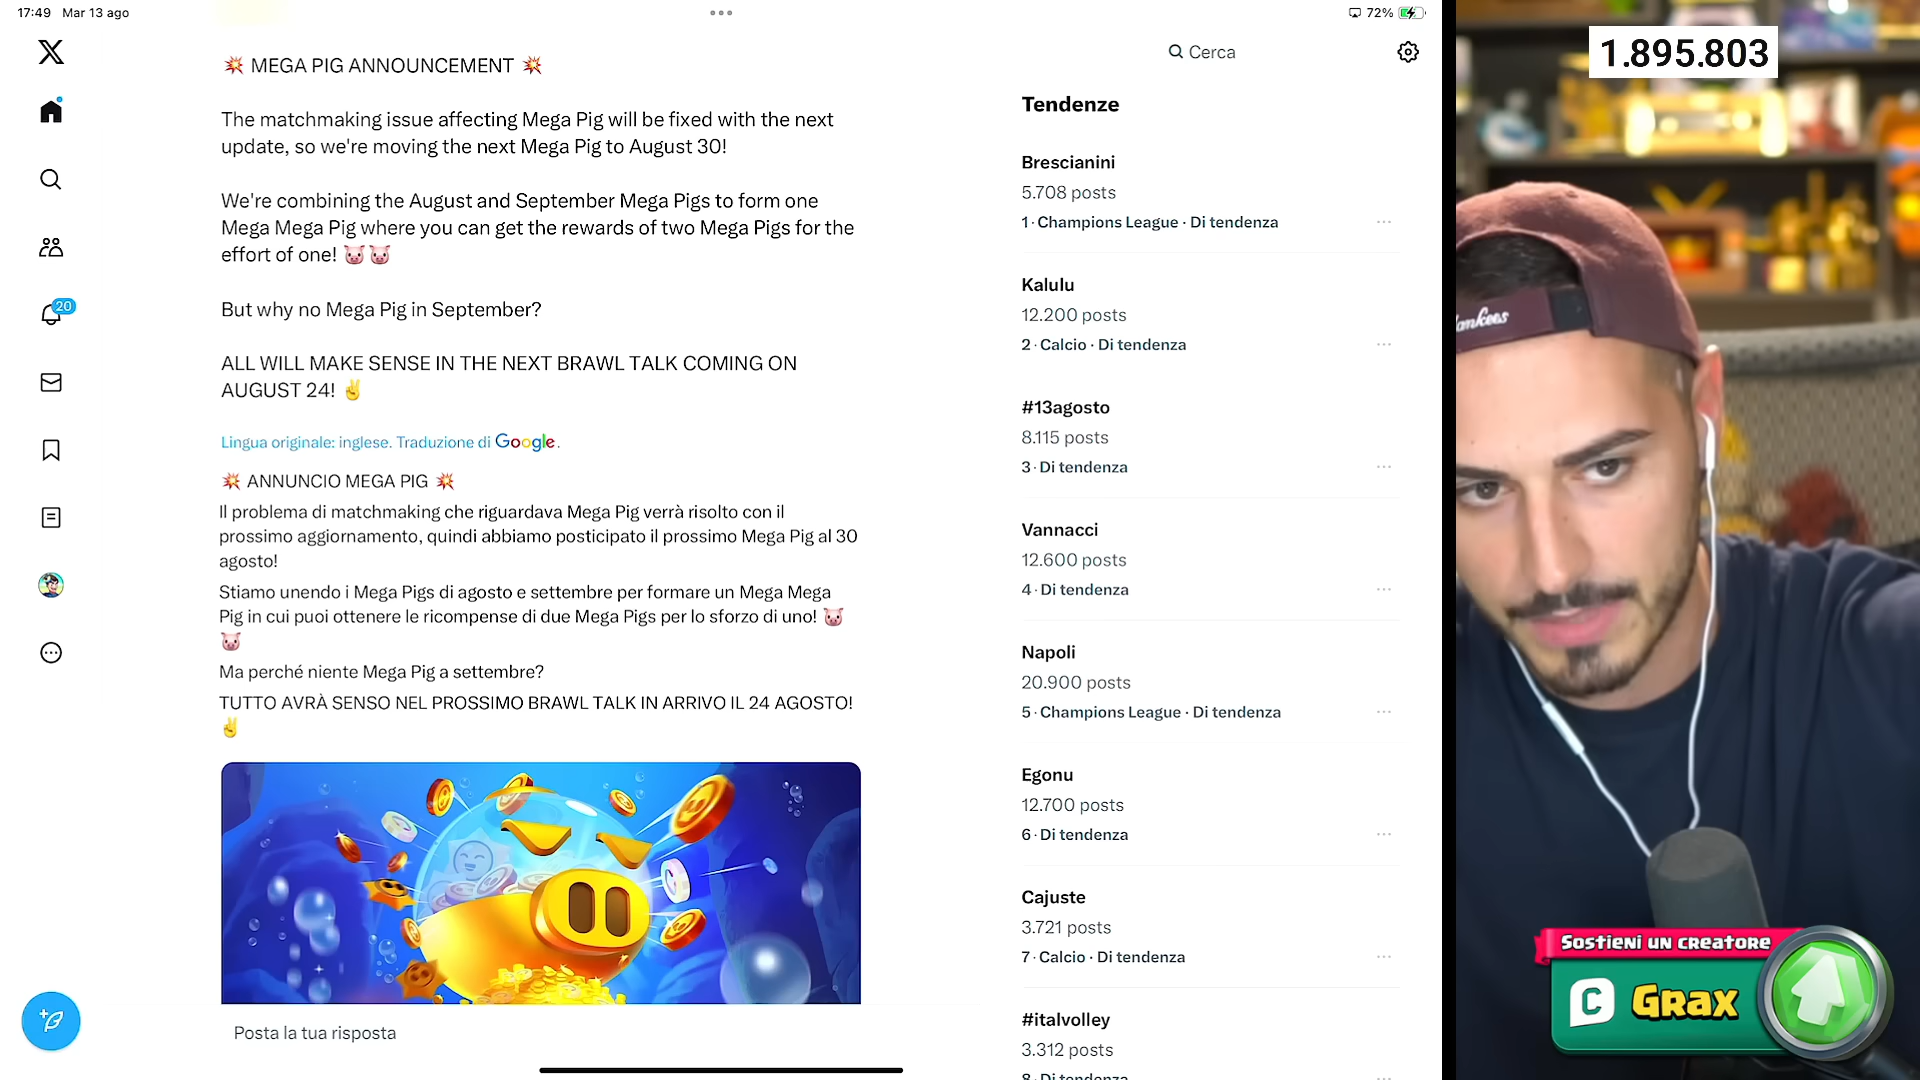 17:49 Mar 13 ago
72%
💥 MEGA PIG ANNOUNCEMENT 💥
The matchmaking issue affecting Mega Pig will be fixed with the next
update, so we're moving the next Mega Pig to August 30!
We're combining the August and September Mega Pigs to form one
Mega Mega Pig where you can get the rewards of two Mega Pigs for the
effort of one! 🐷🐷
But why no Mega Pig in September?
ALL WILL MAKE SENSE IN THE NEXT BRAWL TALK COMING ON
AUGUST 24! ✌️
Lingua originale: inglese. Traduzione di Google.
💥 ANNUNCIO MEGA PIG 💥
Il problema di matchmaking che riguardava Mega Pig verrà risolto con il
prossimo aggiornamento, quindi abbiamo posticipato il prossimo Mega Pig al 30
agosto!
Stiamo unendo i Mega Pigs di agosto e settembre per formare un Mega Mega
Pig in cui puoi ottenere le ricompense di due Mega Pigs per lo sforzo di uno! 🐷
🐷
Ma perché niente Mega Pig a settembre?
TUTTO AVRÀ SENSO NEL PROSSIMO BRAWL TALK IN ARRIVO IL 24 AGOSTO!
✌️
Posta la tua risposta
20
Cerca
Tendenze
Brescianini
5.708 posts
1 · Champions League · Di tendenza
Kalulu
12.200 posts
2 · Calcio · Di tendenza
#13agosto
8.115 posts
3 · Di tendenza
Vannacci
12.600 posts
4 · Di tendenza
Napoli
20.900 posts
5 · Champions League · Di tendenza
Egonu
12.700 posts
6 · Di tendenza
Cajuste
3.721 posts
7 · Calcio · Di tendenza
#italvolley
3.312 posts
8 · Di tendenza
1.895.803
ankees
Sostieni un creatore
C Grax